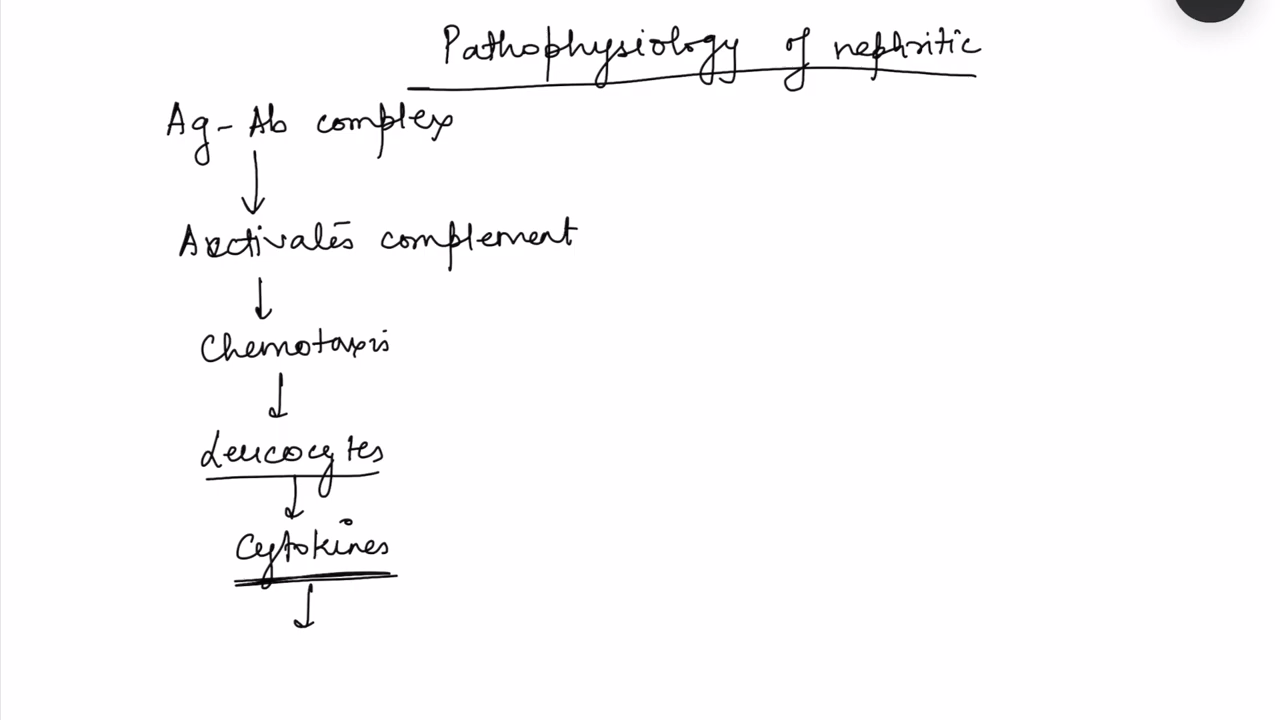 Pathophysiology of nephritic
Ag-Ab complex
↓
Activates complement
↓
Chemotaxis
↓
Leucocytes
↓
Cytokines
↓